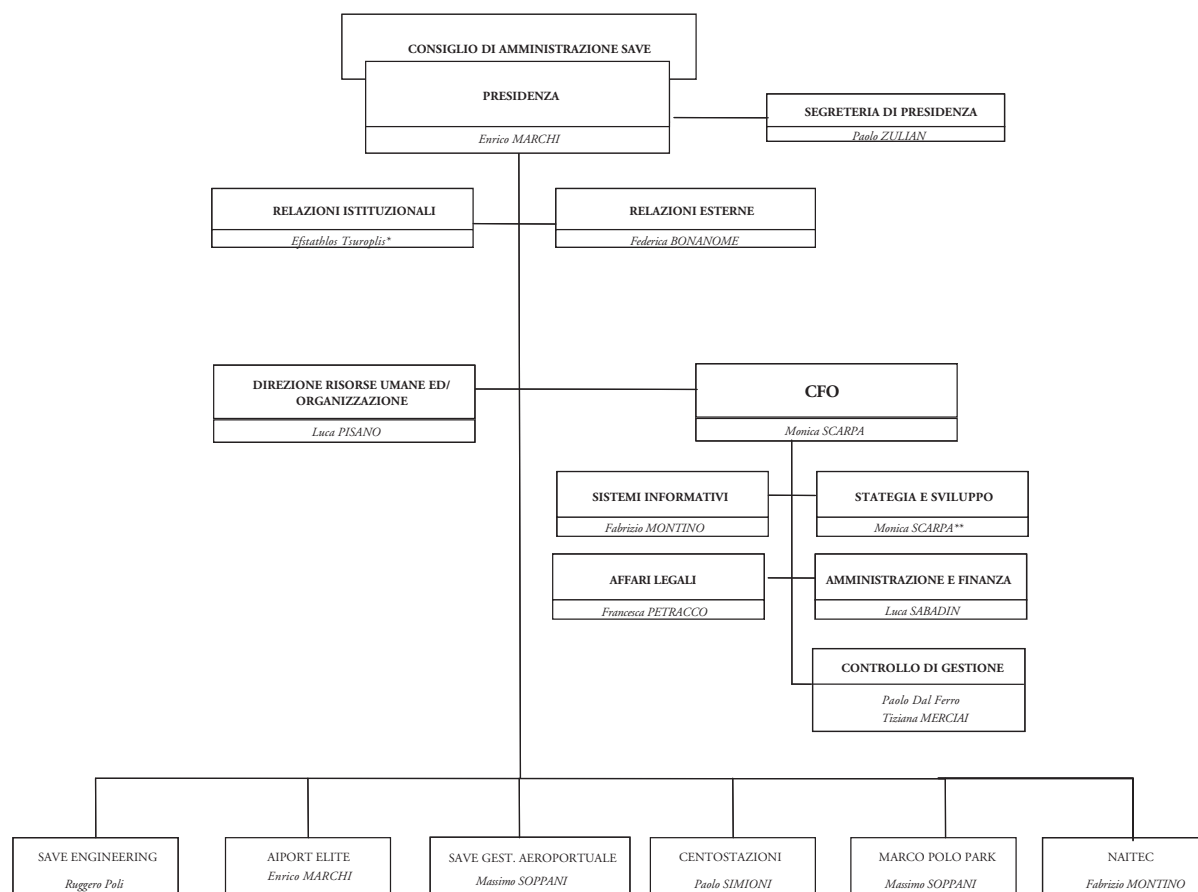 CONSIGLIO DI AMMINISTRAZIONE SAVE
PRESIDENZA
Enrico MARCHI
SEGRETERIA DI PRESIDENZA
Paolo ZULIAN
RELAZIONI ISTITUZIONALI
Efstathlos Tsuroplis*
RELAZIONI ESTERNE
Federica BONANOME
DIREZIONE RISORSE UMANE ED/
ORGANIZZAZIONE
Luca PISANO
CFO
Monica SCARPA
SISTEMI INFORMATIVI
Fabrizio MONTINO
STATEGIA E SVILUPPO
Monica SCARPA**
AFFARI LEGALI
Francesca PETRACCO
AMMINISTRAZIONE E FINANZA
Luca SABADIN
CONTROLLO DI GESTIONE
Paolo Dal Ferro
Tiziana MERCIAI
SAVE ENGINEERING
Ruggero Poli
AIPORT ELITE
Enrico MARCHI
SAVE GEST. AEROPORTUALE
Massimo SOPPANI
CENTOSTAZIONI
Paolo SIMIONI
MARCO POLO PARK
Massimo SOPPANI
NAITEC
Fabrizio MONTINO